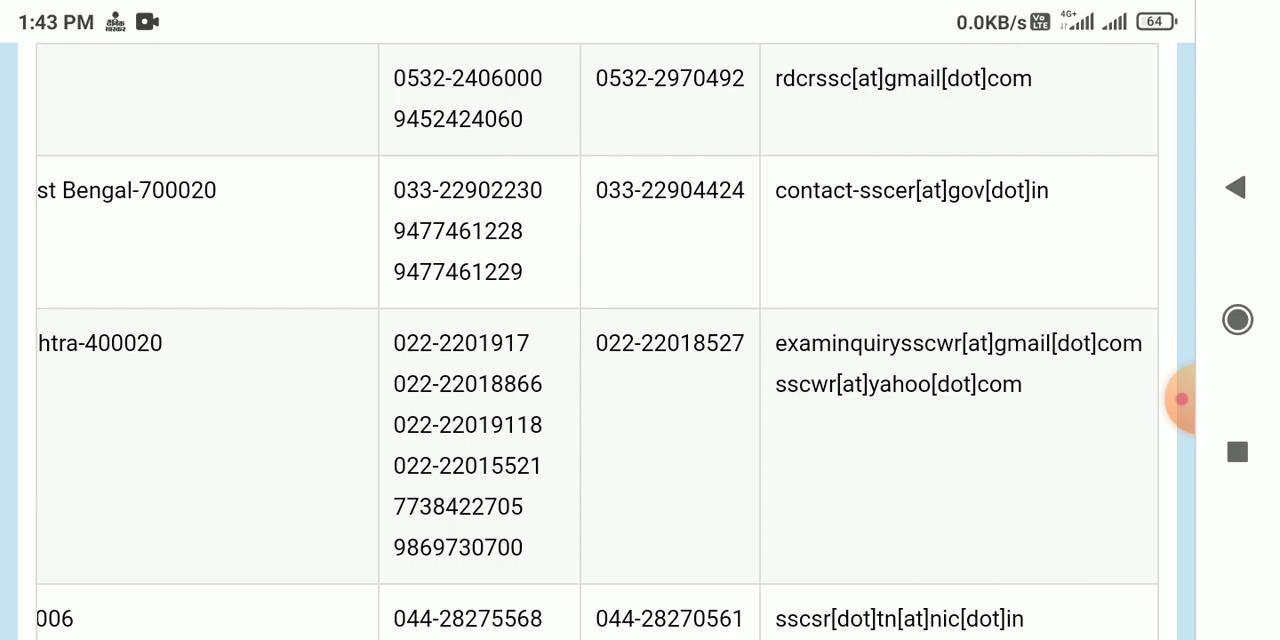 1:43 PM
0.0KB/s Vo LTE 4G+ 64
0532-2406000 0532-2970492 rdcrssc[at]gmail[dot]com
9452424060
st Bengal-700020 033-22902230 033-22904424 contact-sscer[at]gov[dot]in
9477461228
9477461229
htra-400020 022-2201917 022-22018527 examinquirysscwr[at]gmail[dot]com
022-22018866 sscwr[at]yahoo[dot]com
022-22019118
022-22015521
7738422705
9869730700
006 044-28275568 044-28270561 sscsr[dot]tn[at]nic[dot]in